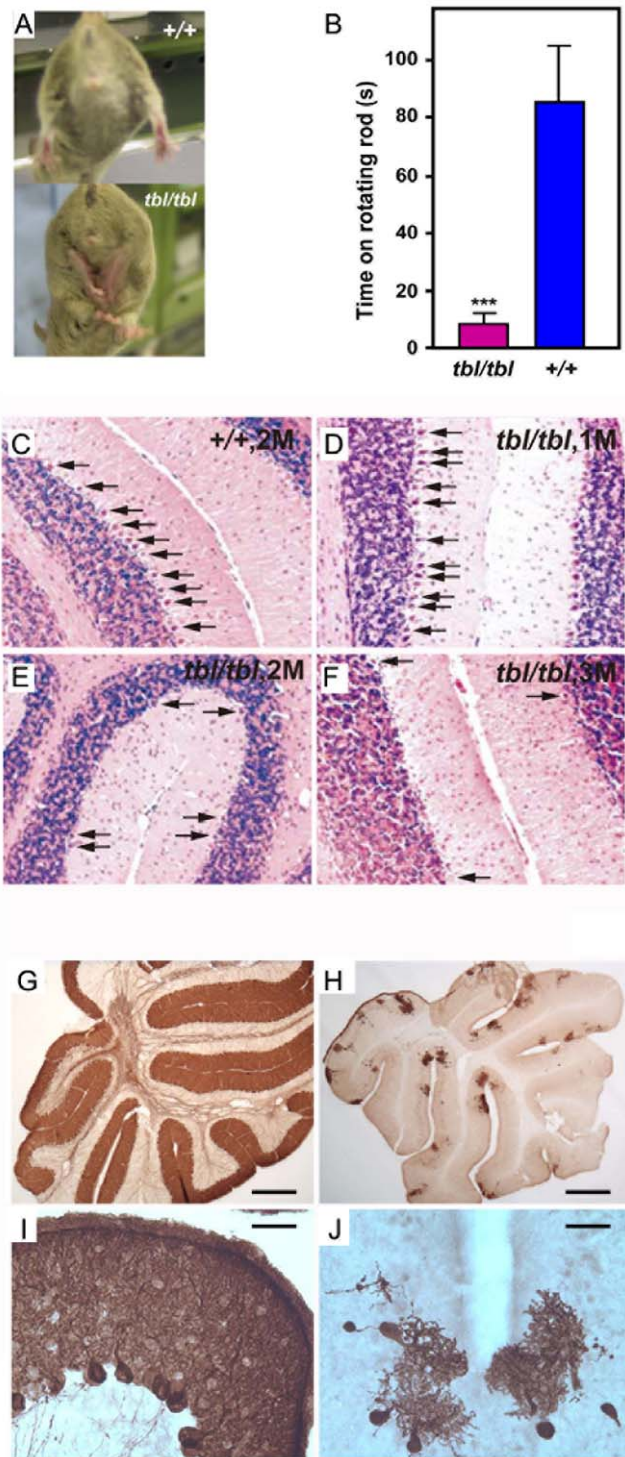 A
+/+
tbl/tbl
B
Time on rotating rod (s)
100
80
60
40
20
0
***
tbl/tbl
+/+
C
+/+,2M
D
tbl/tbl,1M
E
tbl/tbl,2M
F
tbl/tbl,3M
G
H
I
J